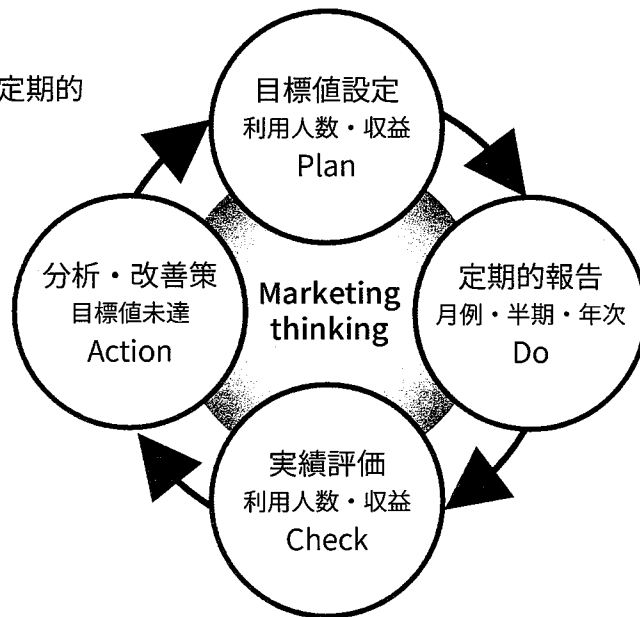 定期的
目標値設定
利用人数・収益
Plan
定期的報告
月例・半期・年次
Do
実績評価
利用人数・収益
Check
分析・改善策
目標値未達
Action
Marketing
thinking